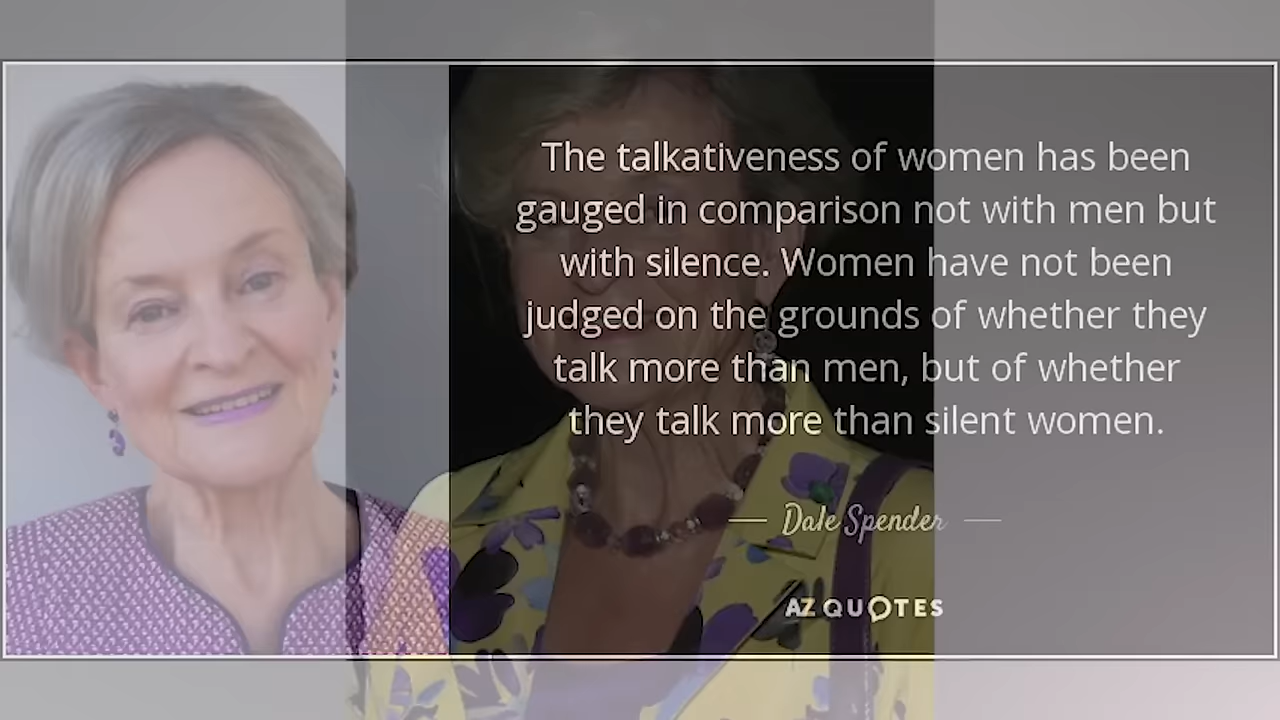 The talkativeness of women has been
gauged in comparison not with men but
with silence. Women have not been
judged on the grounds of whether they
talk more than men, but of whether
they talk more than silent women.
— Dale Spender —
AZ QUOTES